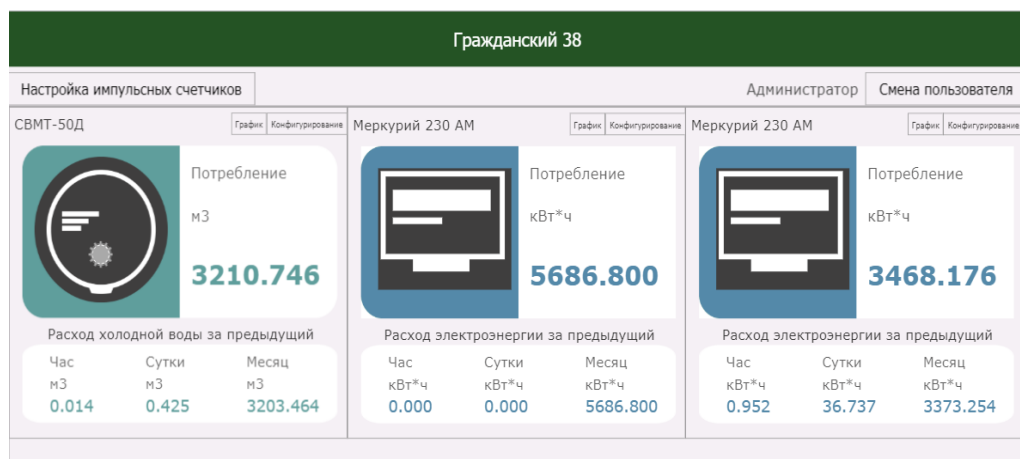 Гражданский 38
Настройка импульсных счетчиков
Администратор
Смена пользователя
СВМТ-50Д
График
Конфигурирование
Потребление
м3
3210.746
Расход холодной воды за предыдущий
Час Сутки Месяц
м3 м3 м3
0.014 0.425 3203.464
Меркурий 230 АМ
График
Конфигурирование
Потребление
кВт*ч
5686.800
Расход электроэнергии за предыдущий
Час Сутки Месяц
кВт*ч кВт*ч кВт*ч
0.000 0.000 5686.800
Меркурий 230 АМ
График
Конфигурирование
Потребление
кВт*ч
3468.176
Расход электроэнергии за предыдущий
Час Сутки Месяц
кВт*ч кВт*ч кВт*ч
0.952 36.737 3373.254